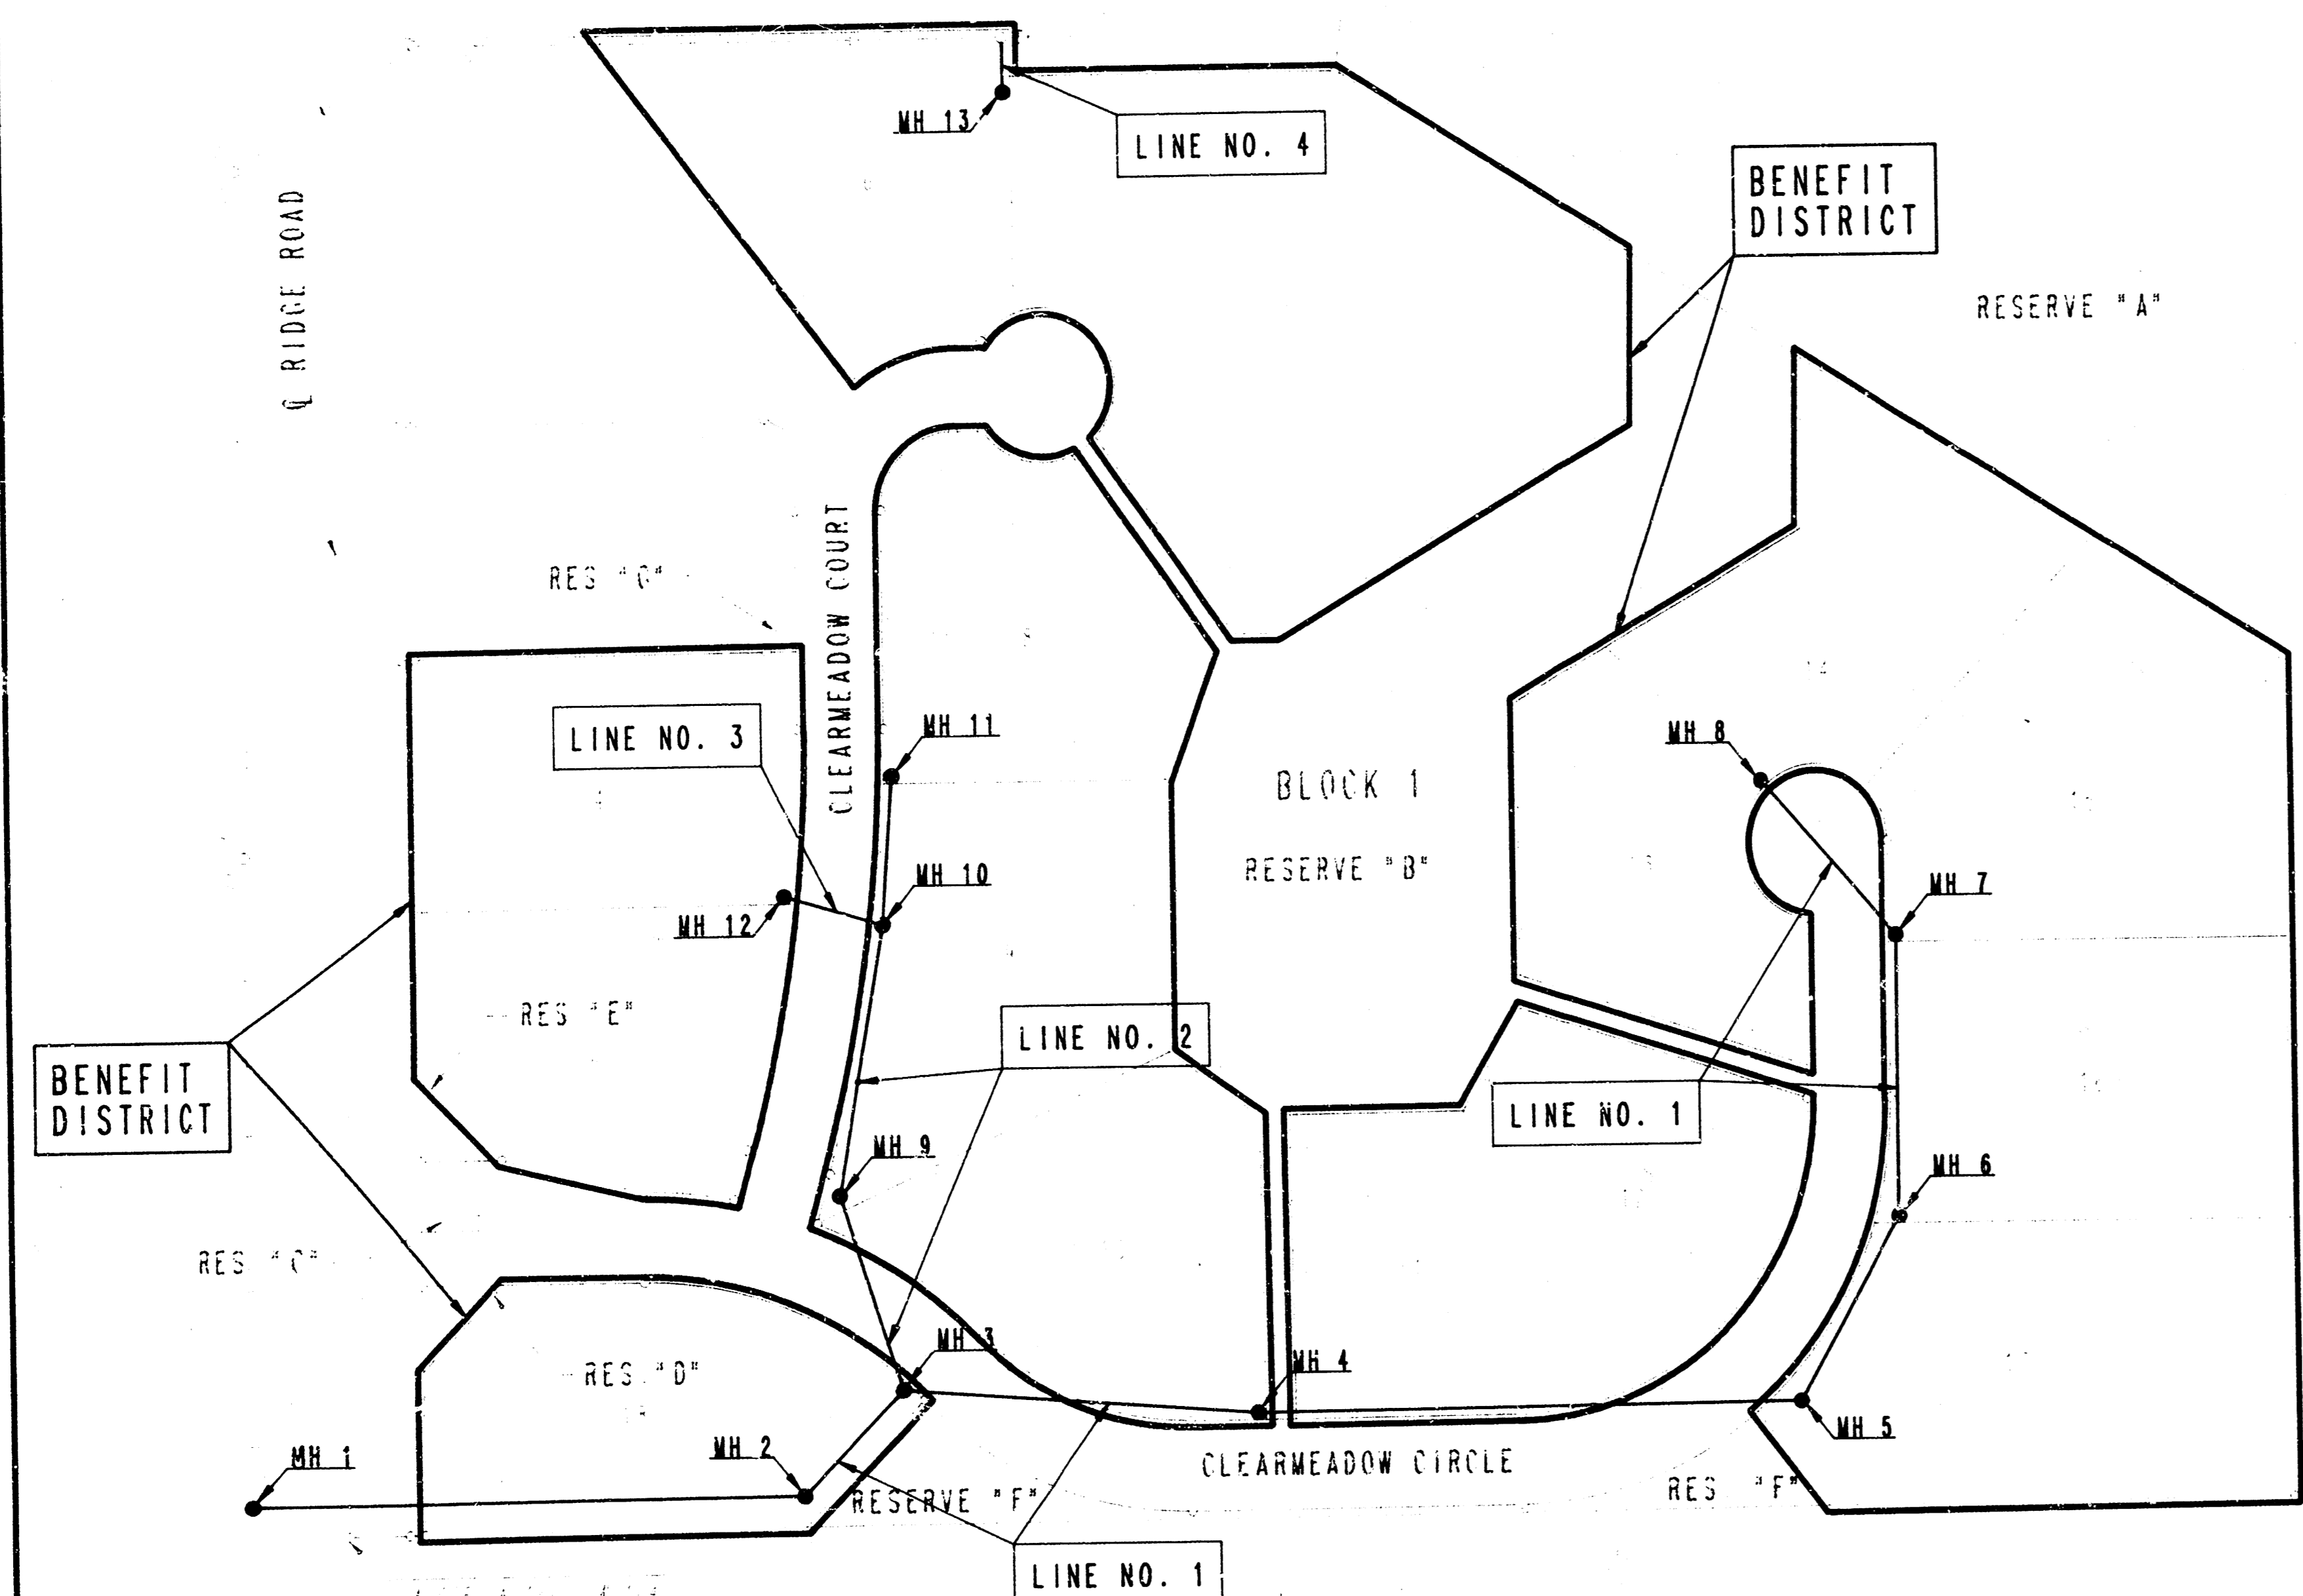 MH 13
LINE NO. 4
BENEFIT
DISTRICT
℄ RIDGE ROAD
RESERVE "A"
CLEARMEADOW COURT
RES "G"
LINE NO. 3
MH 11
MH 8
BLOCK 1
RESERVE "B"
MH 10
MH 7
MH 12
RES "E"
LINE NO. 2
BENEFIT
DISTRICT
LINE NO. 1
MH 9
MH 6
RES "C"
MH 3
MH 4
RES "D"
MH 5
MH 2
MH 1
CLEARMEADOW CIRCLE
RESERVE "F"
RES "F"
LINE NO. 1